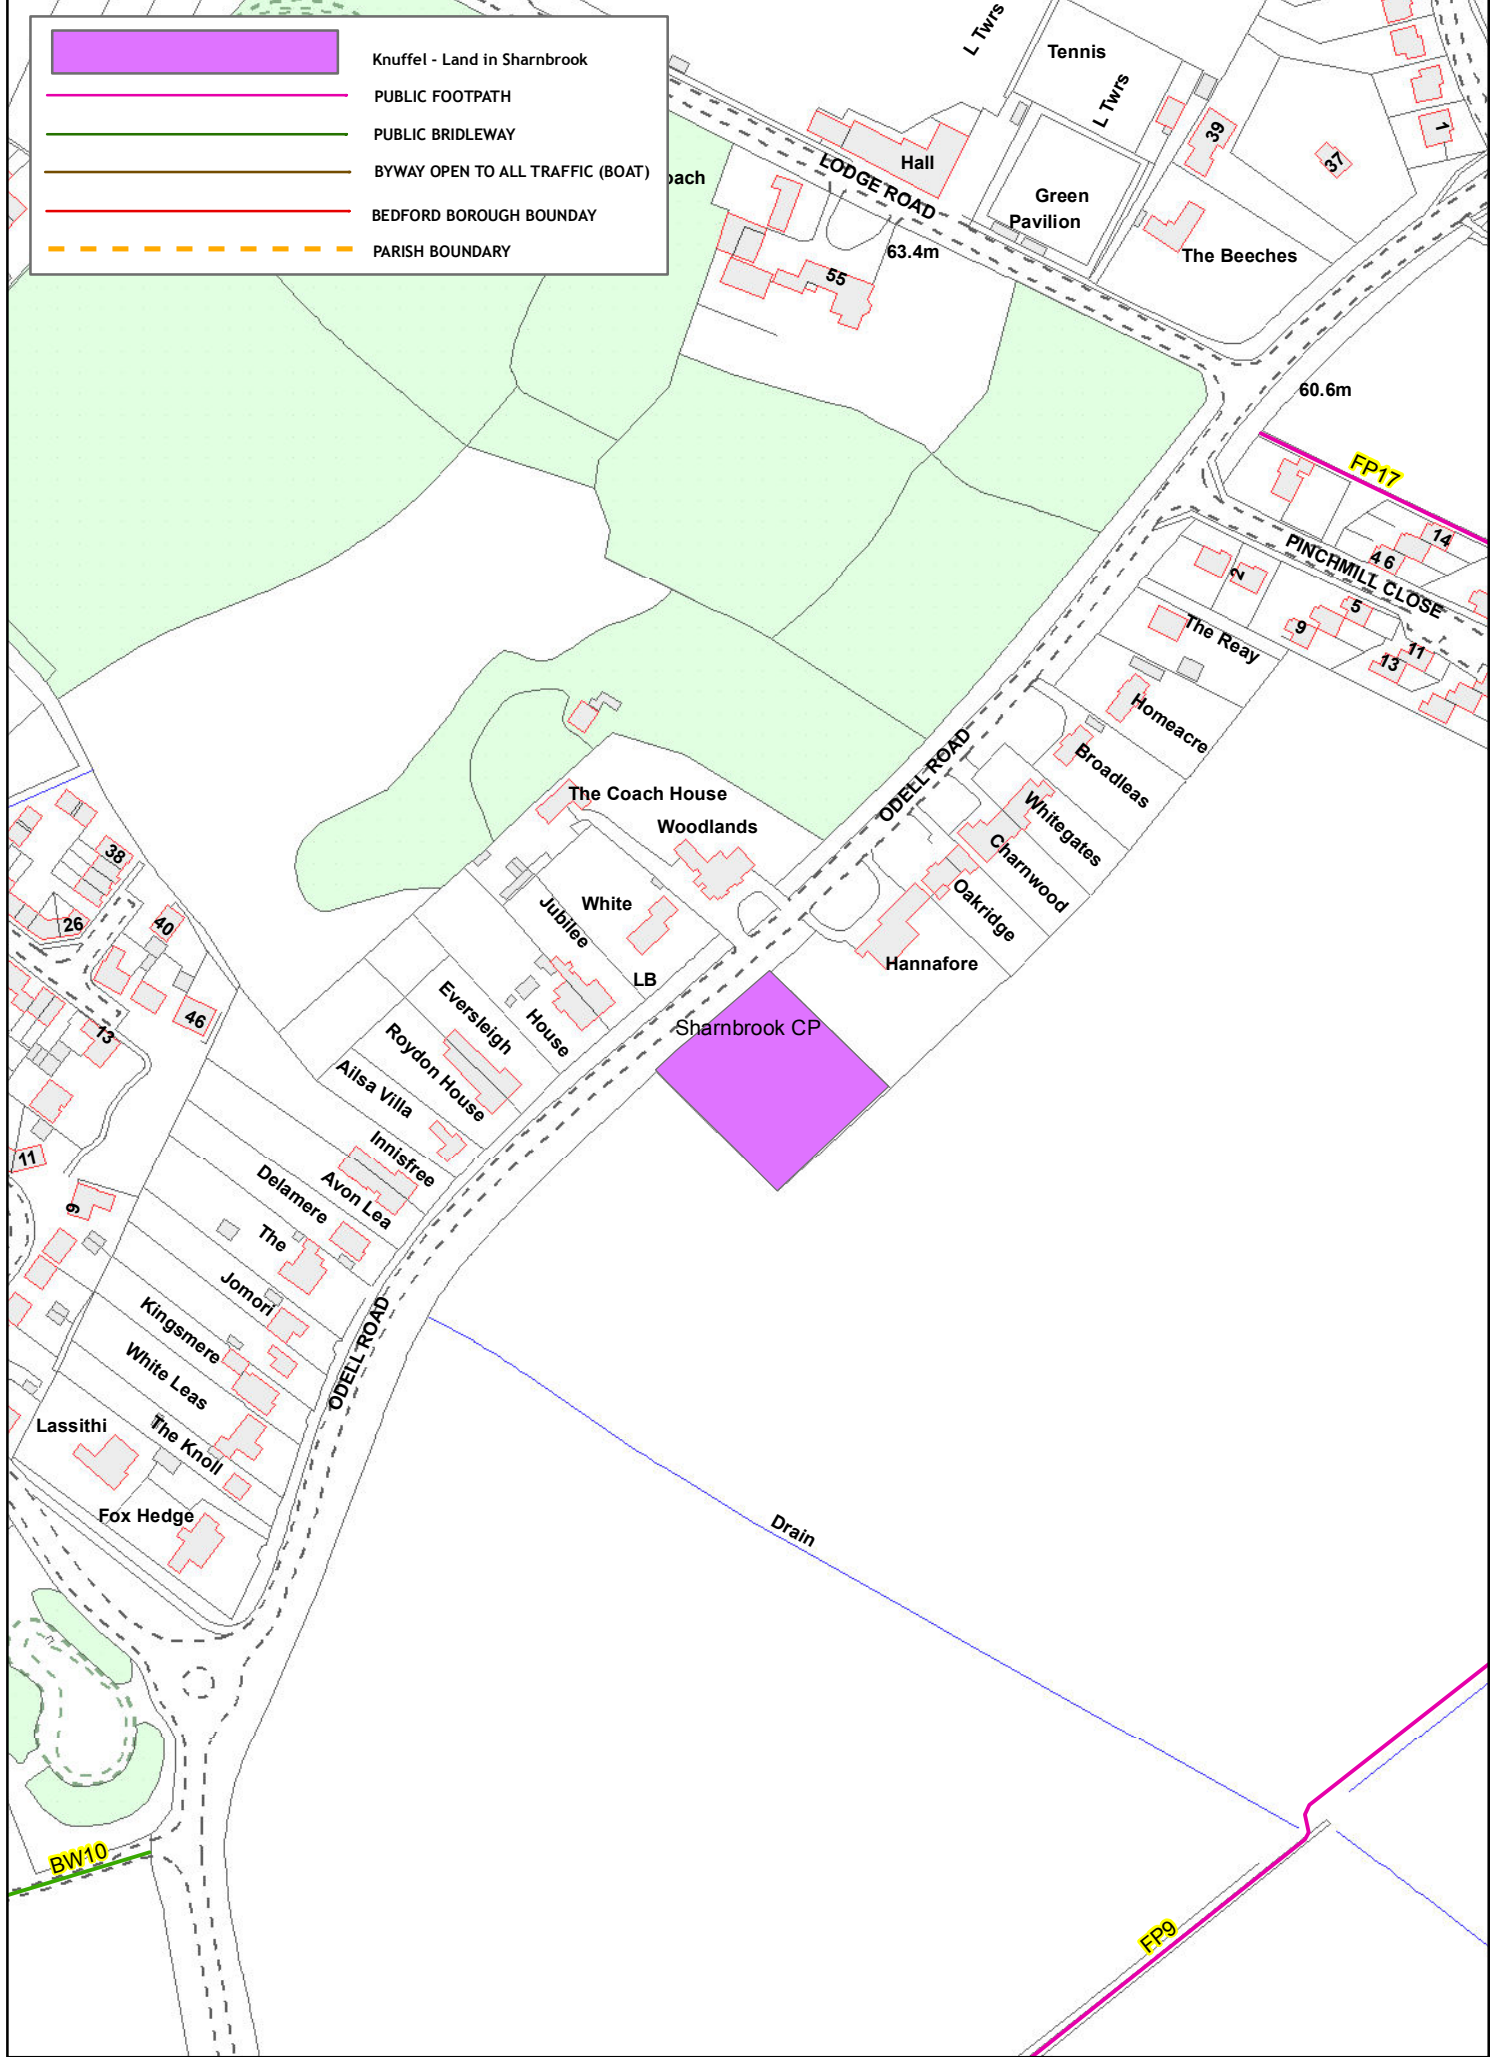 Knuffel - Land in Sharnbrook
PUBLIC FOOTPATH
PUBLIC BRIDLEWAY
BYWAY OPEN TO ALL TRAFFIC (BOAT)
BEDFORD BOROUGH BOUNDAY
PARISH BOUNDARY
L Twrs
Tennis
L Twrs
39
37
1
Hall
LODGE ROAD
oach
Green
Pavilion
63.4m
The Beeches
55
60.6m
FP17
14
4 6
PINCHMILL CLOSE
2
5
9
11
13
The Reay
Homeacre
Broadleas
ODELL ROAD
Whitegates
Charnwood
Oakridge
Hannafore
The Coach House
Woodlands
White
Jubilee
LB
House
Eversleigh
Roydon House
Ailsa Villa
Innisfree
Avon Lea
Delamere
The
Jomori
Kingsmere
White Leas
The Knoll
Lassithi
Fox Hedge
38
26
40
46
13
11
9
Sharnbrook CP
ODELL ROAD
Drain
BW10
FP9